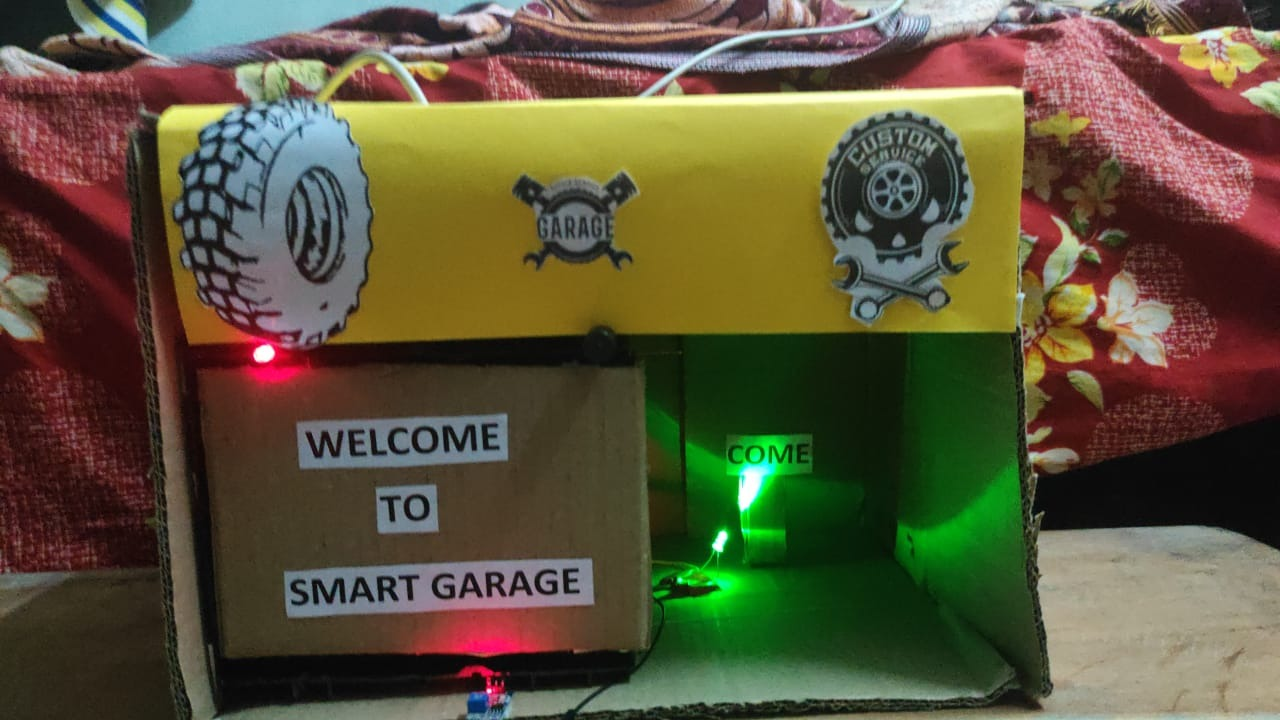 CUSTOM
SERVICE
GARAGE
WELCOME
TO
SMART GARAGE
COME